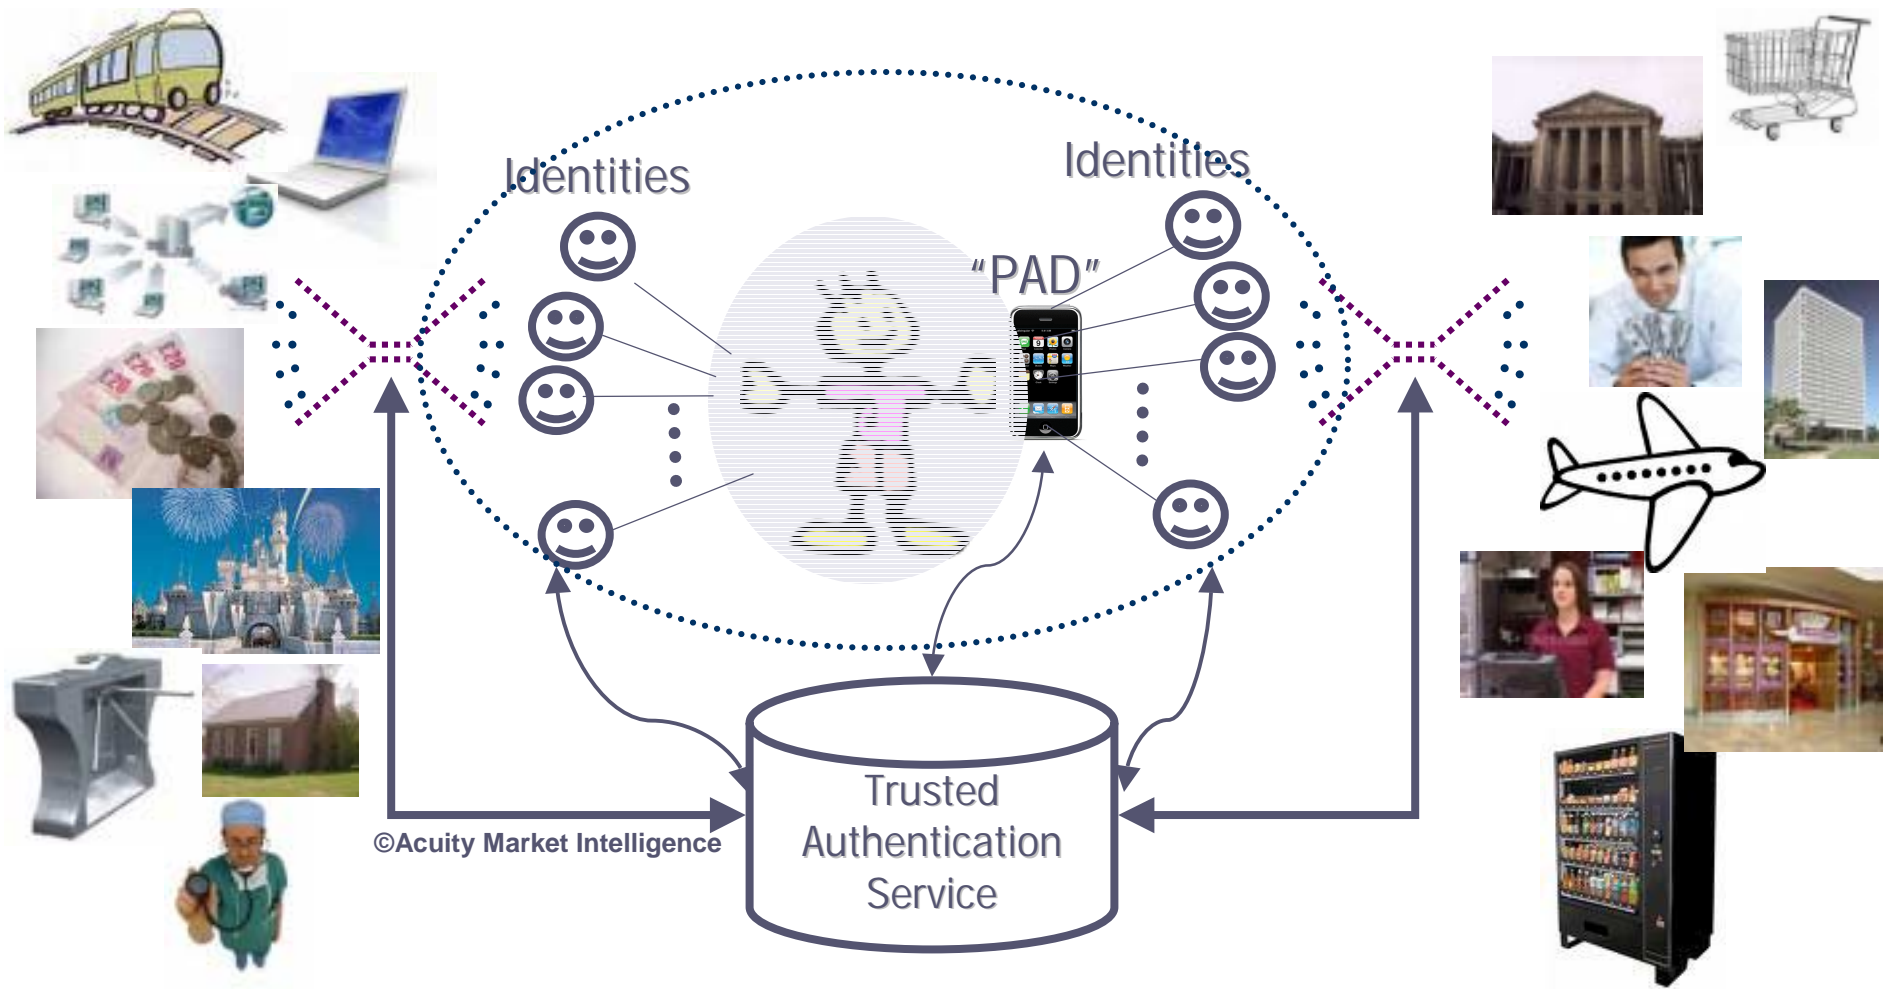 Identities
Identities
“PAD”
Trusted
Authentication
Service
©Acuity Market Intelligence